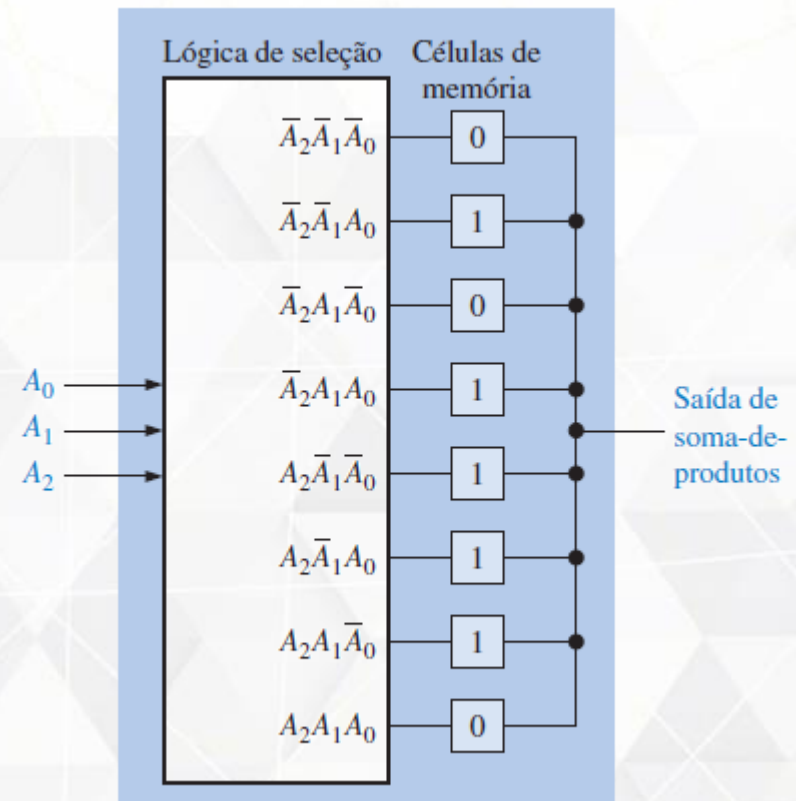 Lógica de seleção
Células de
memória
A̅₂A̅₁A̅₀
0
A̅₂A̅₁A₀
1
A̅₂A₁A̅₀
0
A̅₂A₁A₀
1
A₂A̅₁A̅₀
1
A₂A̅₁A₀
1
A₂A₁A̅₀
1
A₂A₁A₀
0
A₀
A₁
A₂
Saída de
soma-de-
produtos